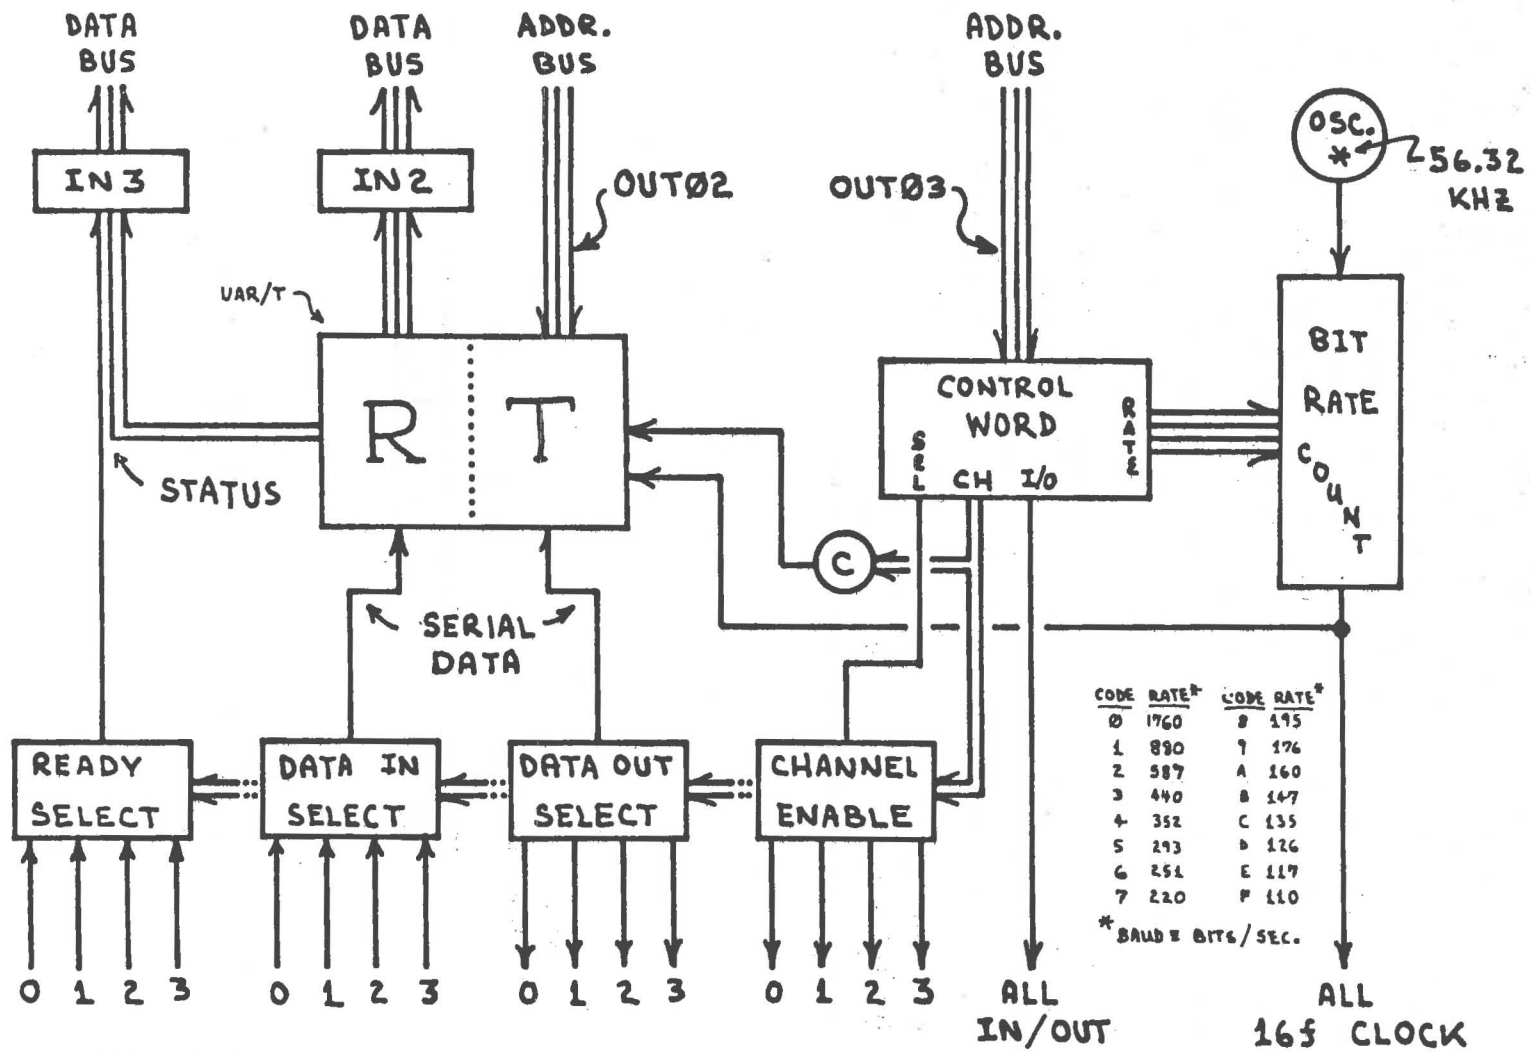 DATA BUS
DATA BUS
ADDR. BUS
ADDR. BUS
OSC.
*
56.32
KHZ
IN3
IN2
OUTØ2
OUTØ3
UAR/T
R
T
STATUS
SERIAL
DATA
CONTROL
WORD
SEL
CH
I/O
RATE
BIT
RATE
COUNT
C
CODE RATE* CODE RATE*
Ø 1760 8 195
1 880 9 176
2 587 A 160
3 440 B 147
4 352 C 135
5 293 D 126
6 251 E 117
7 220 F 110
* BAUD = BITS/SEC.
READY
SELECT
DATA IN
SELECT
DATA OUT
SELECT
CHANNEL
ENABLE
0 1 2 3
0 1 2 3
0 1 2 3
0 1 2 3
ALL
IN/OUT
ALL
16f CLOCK